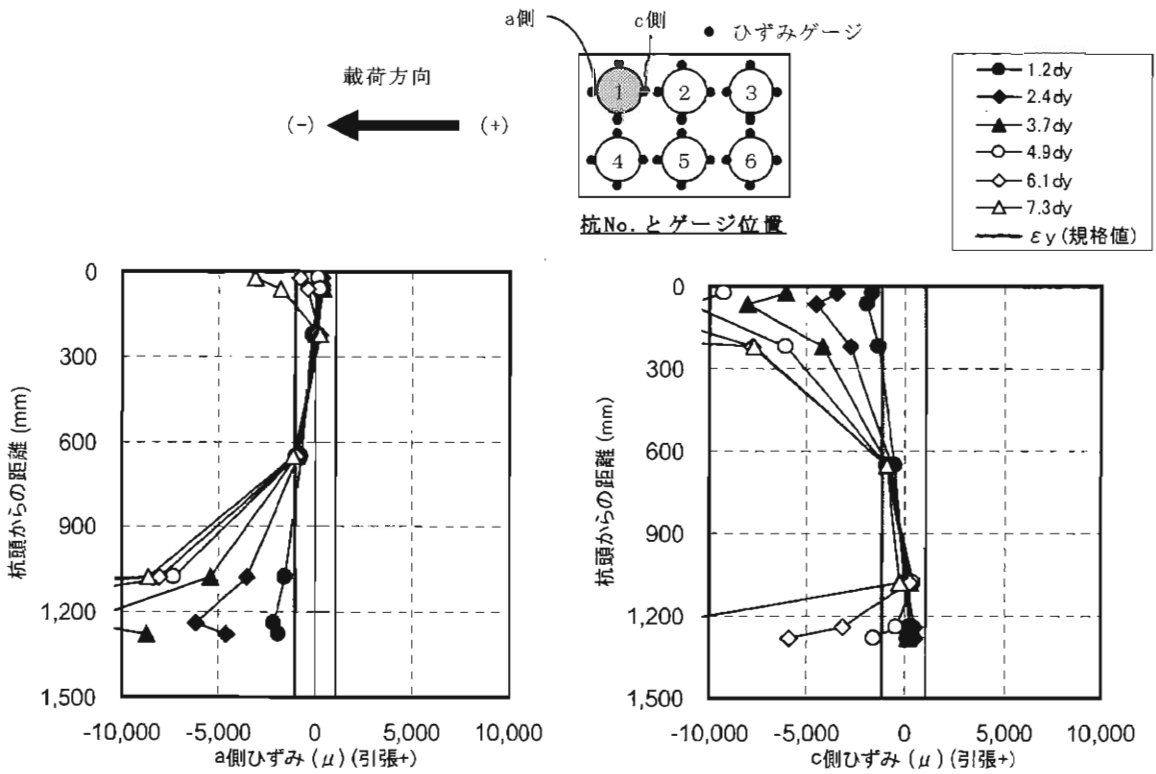 a側
c側
ひずみゲージ
載荷方向
(-)
(+)
1
2
3
4
5
6
杭No.とゲージ位置
1.2dy
2.4dy
3.7dy
4.9dy
6.1dy
7.3dy
εy(規格値)
杭頭からの距離(mm)
0
300
600
900
1,200
1,500
-10,000
-5,000
0
5,000
10,000
a側ひずみ(μ)(引張+)
杭頭からの距離(mm)
0
300
600
900
1,200
1,500
-10,000
-5,000
0
5,000
10,000
c側ひずみ(μ)(引張+)